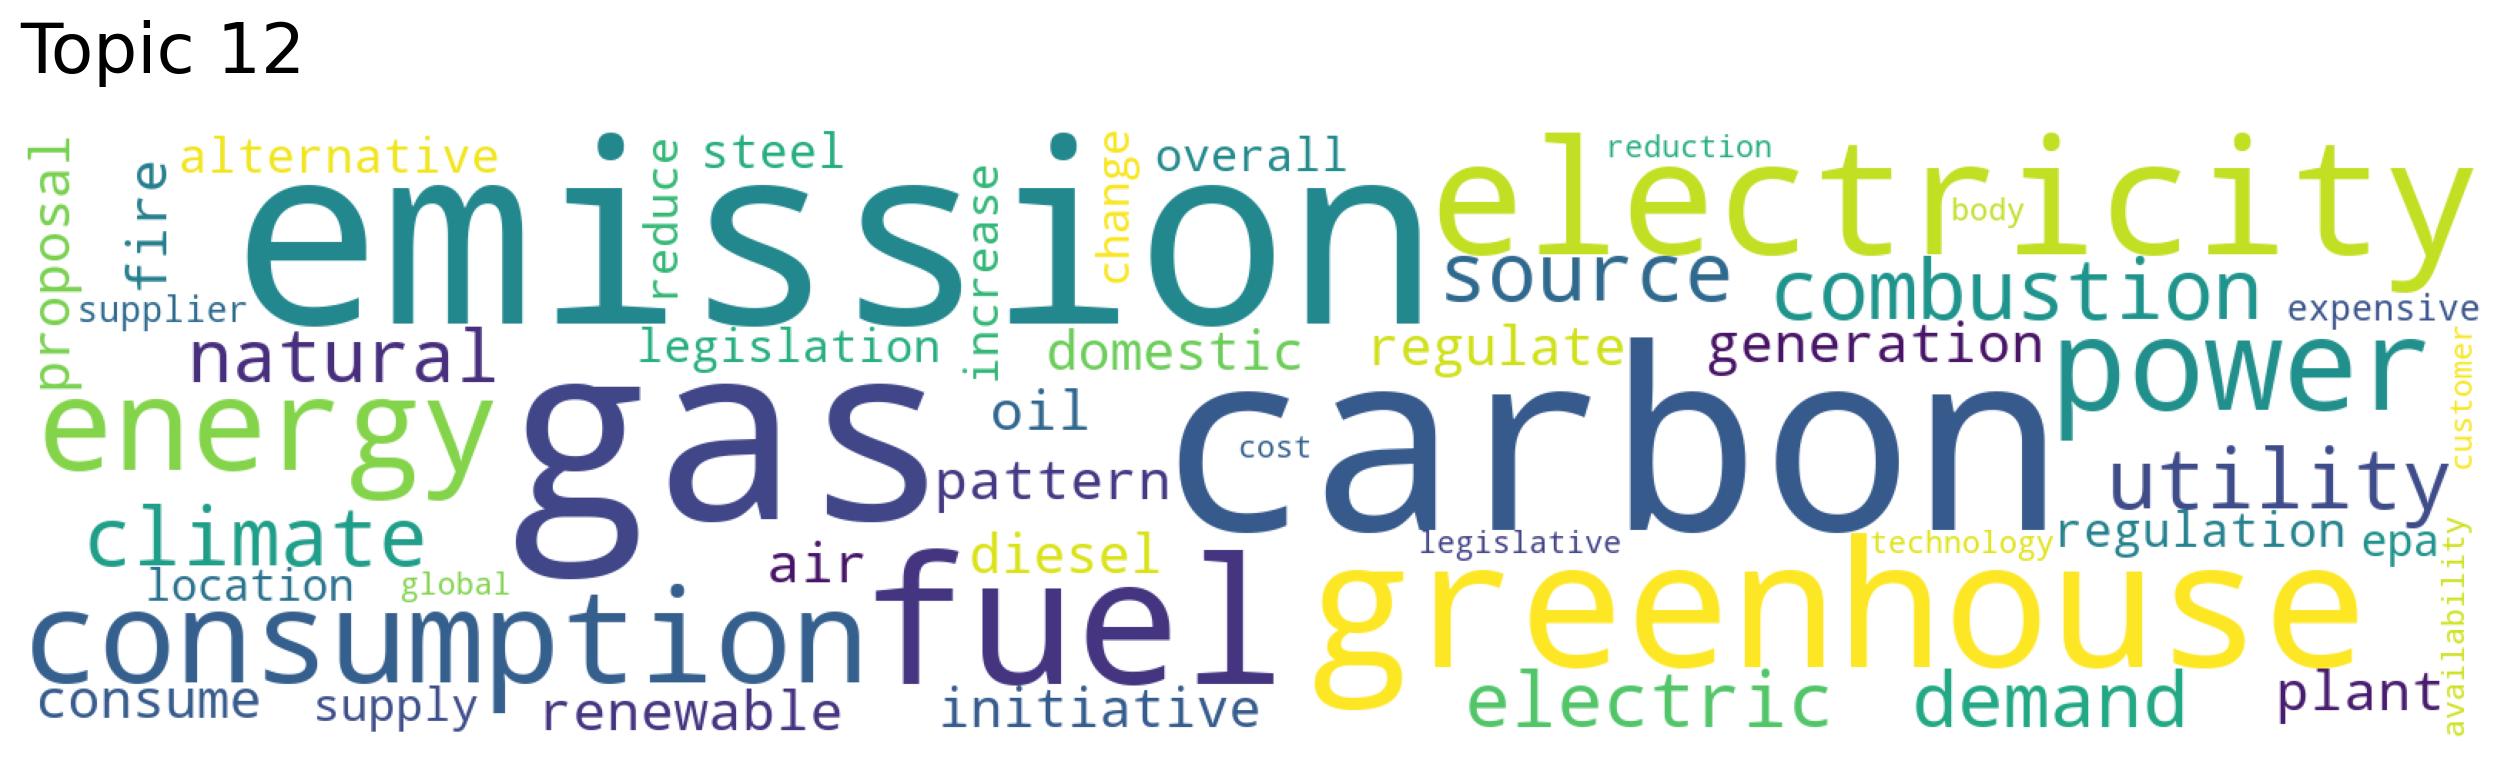 Topic 12
proposal
fire
alternative
emission
reduce
steel
increase
change
overall
electricity
reduction
body
supplier
source
combustion
expensive
natural
legislation
domestic
regulate
generation
power
customer
energy
gas
oil
carbon
cost
pattern
utility
climate
air
diesel
legislative
technology
regulation
epa
availability
location
global
consumption
fuel
greenhouse
consume
supply
renewable
initiative
electric
demand
plant